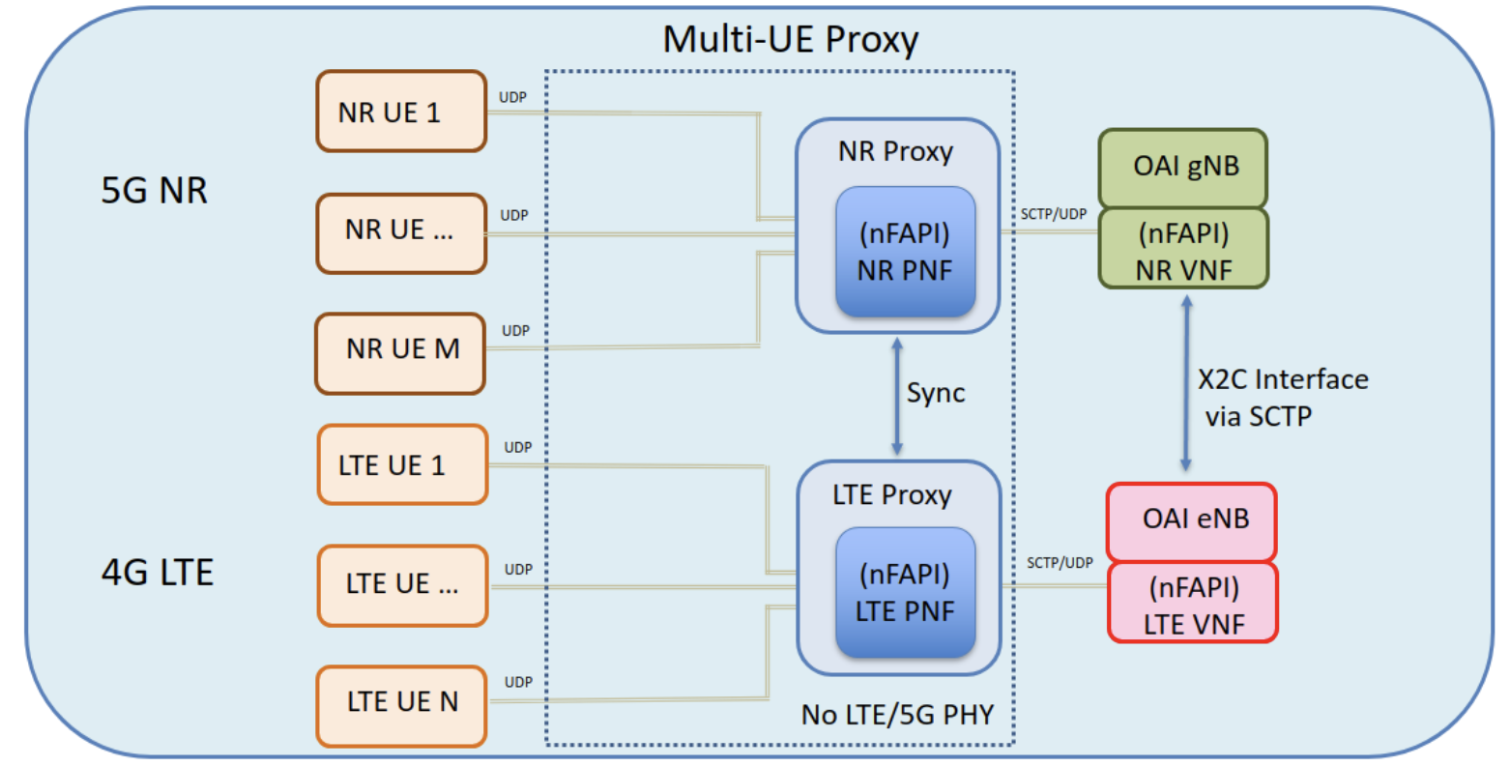 Multi-UE Proxy
5G NR
NR UE 1
UDP
NR UE ...
UDP
NR UE M
UDP
NR Proxy
(nFAPI)
NR PNF
SCTP/UDP
OAI gNB
(nFAPI)
NR VNF
Sync
X2C Interface
via SCTP
4G LTE
LTE UE 1
UDP
LTE UE ...
UDP
LTE UE N
UDP
LTE Proxy
(nFAPI)
LTE PNF
SCTP/UDP
OAI eNB
(nFAPI)
LTE VNF
No LTE/5G PHY